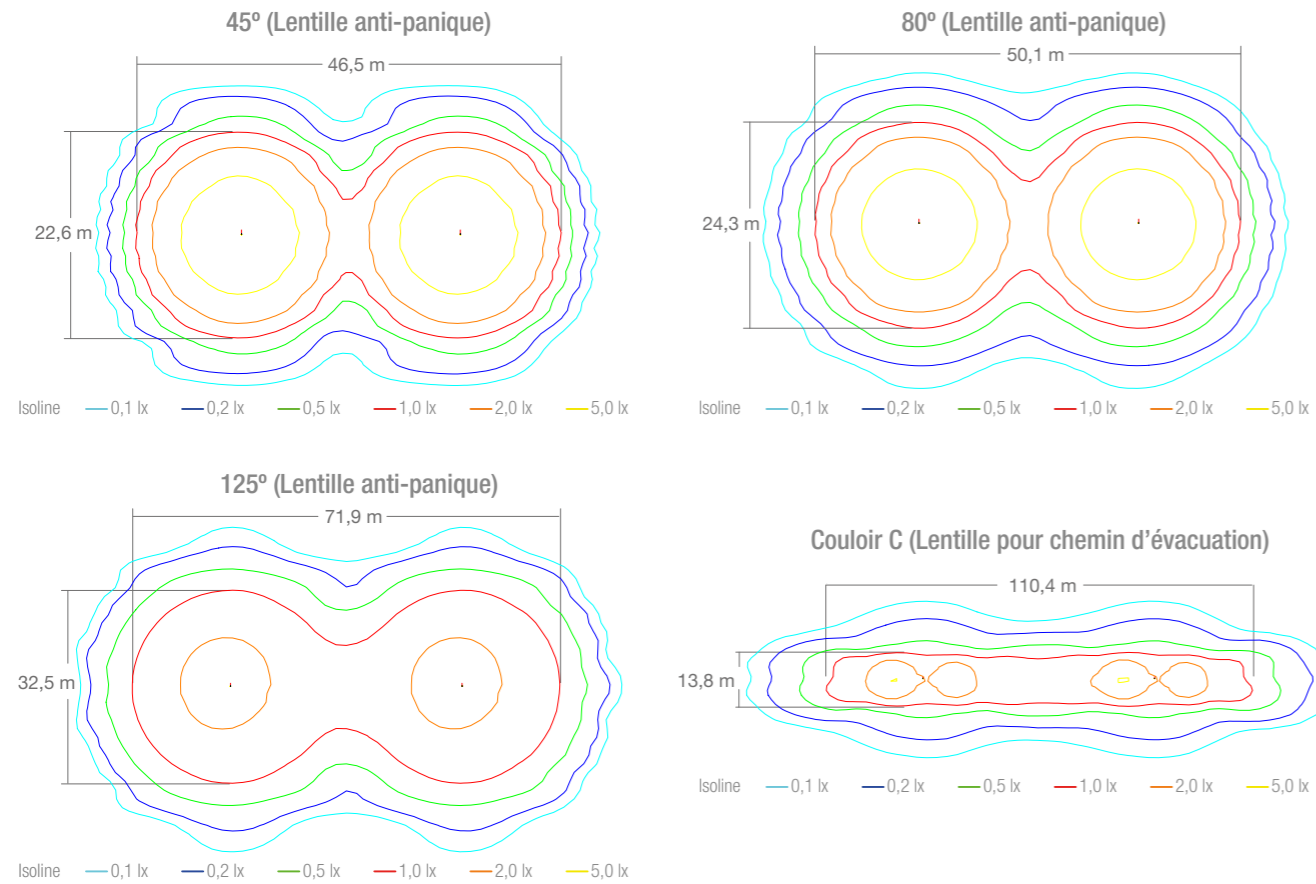 45º (Lentille anti-panique)
46,5 m
22,6 m
Isoline 0,1 lx 0,2 lx 0,5 lx 1,0 lx 2,0 lx 5,0 lx
80º (Lentille anti-panique)
50,1 m
24,3 m
Isoline 0,1 lx 0,2 lx 0,5 lx 1,0 lx 2,0 lx 5,0 lx
125º (Lentille anti-panique)
71,9 m
32,5 m
Isoline 0,1 lx 0,2 lx 0,5 lx 1,0 lx 2,0 lx 5,0 lx
Couloir C (Lentille pour chemin d’évacuation)
110,4 m
13,8 m
Isoline 0,1 lx 0,2 lx 0,5 lx 1,0 lx 2,0 lx 5,0 lx